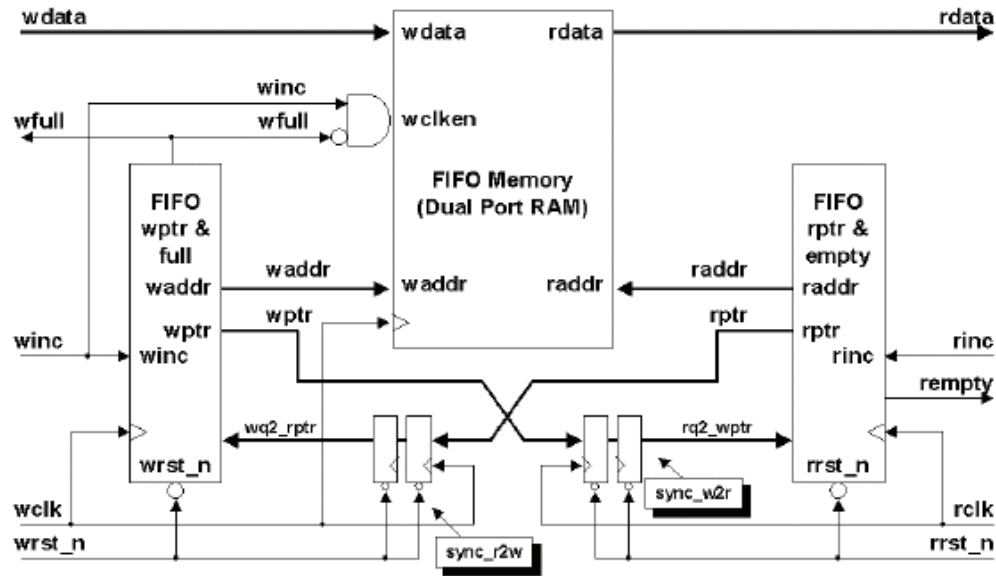 wdata
rdata
wdata rdata
winc
wfull
wfull
wclken
FIFO Memory
(Dual Port RAM)
FIFO
wptr &
full
FIFO
rptr &
empty
waddr
waddr
waddr
raddr
raddr
raddr
wptr
wptr
rptr
rptr
winc
winc
rinc
rinc
rempty
wq2_rptr
rq2_wptr
wrst_n
rrst_n
sync_w2r
wclk
rclk
wrst_n
sync_r2w
rrst_n